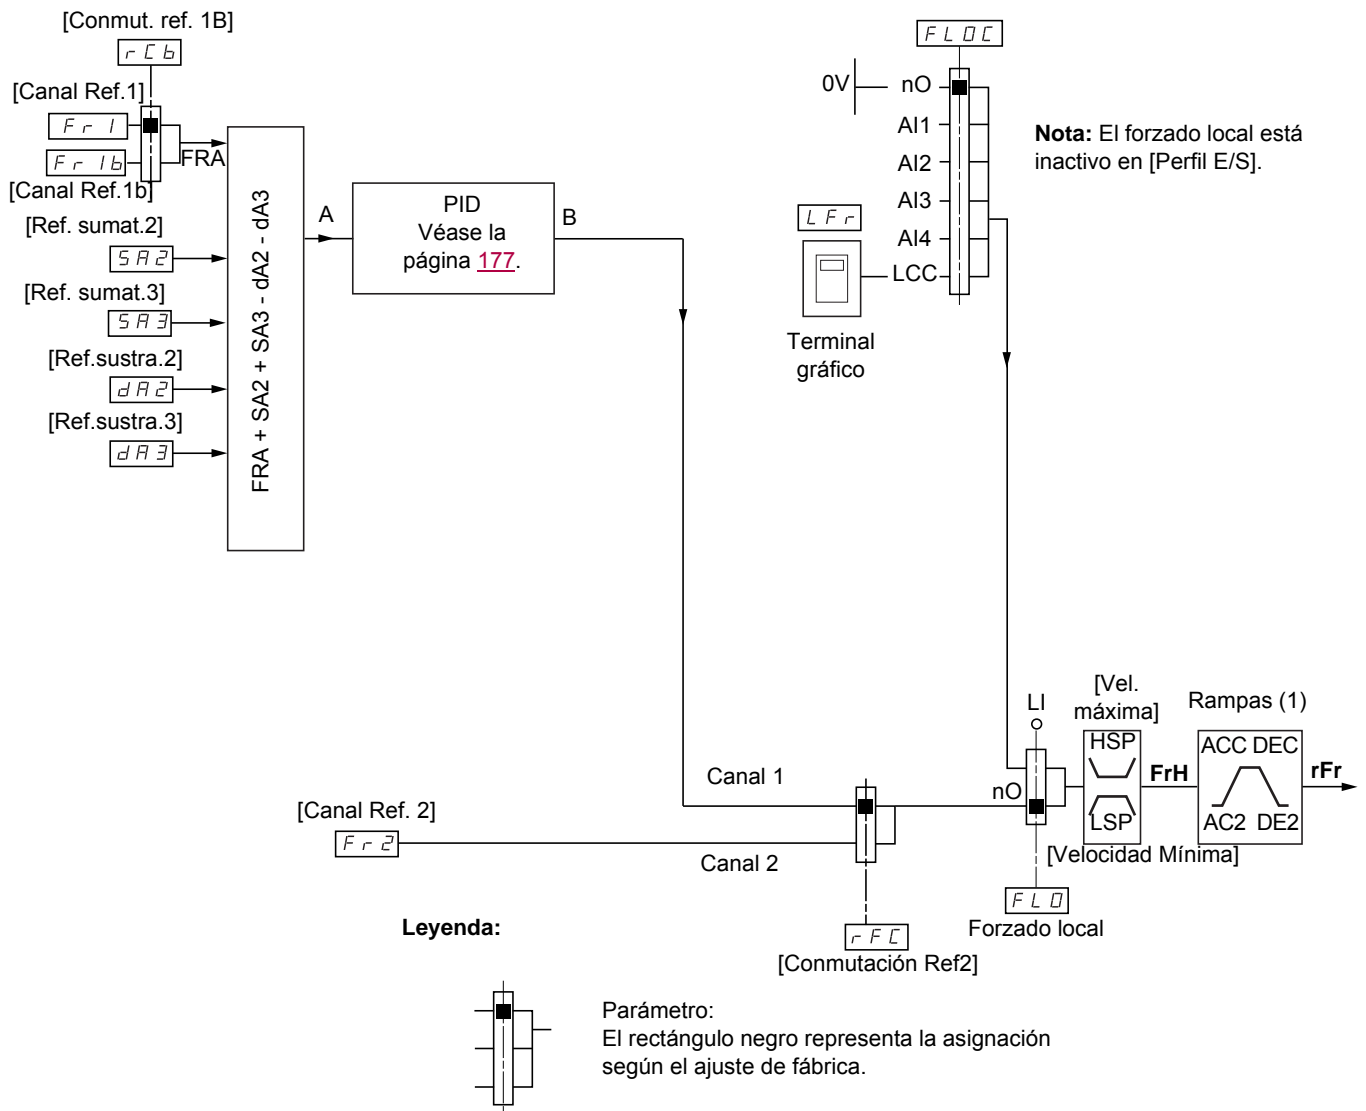 [Conmut. ref. 1B]
rCb
[Canal Ref.1]
Fr1
Fr1b
FRA
[Canal Ref.1b]
[Ref. sumat.2]
SA2
[Ref. sumat.3]
SA3
[Ref.sustra.2]
dA2
[Ref.sustra.3]
dA3
FRA + SA2 + SA3 - dA2 - dA3
A
PID
Véase la
página 177.
B
FLOC
0V
nO
AI1
AI2
AI3
AI4
LCC
LFr
Terminal
gráfico
Nota: El forzado local está
inactivo en [Perfil E/S].
Canal 1
[Canal Ref. 2]
Fr2
Canal 2
rFC
[Conmutación Ref2]
LI
nO
FLO
Forzado local
[Vel.
máxima]
HSP
LSP
[Velocidad Mínima]
FrH
Rampas (1)
ACC DEC
AC2 DE2
rFr
Leyenda:
Parámetro:
El rectángulo negro representa la asignación
según el ajuste de fábrica.